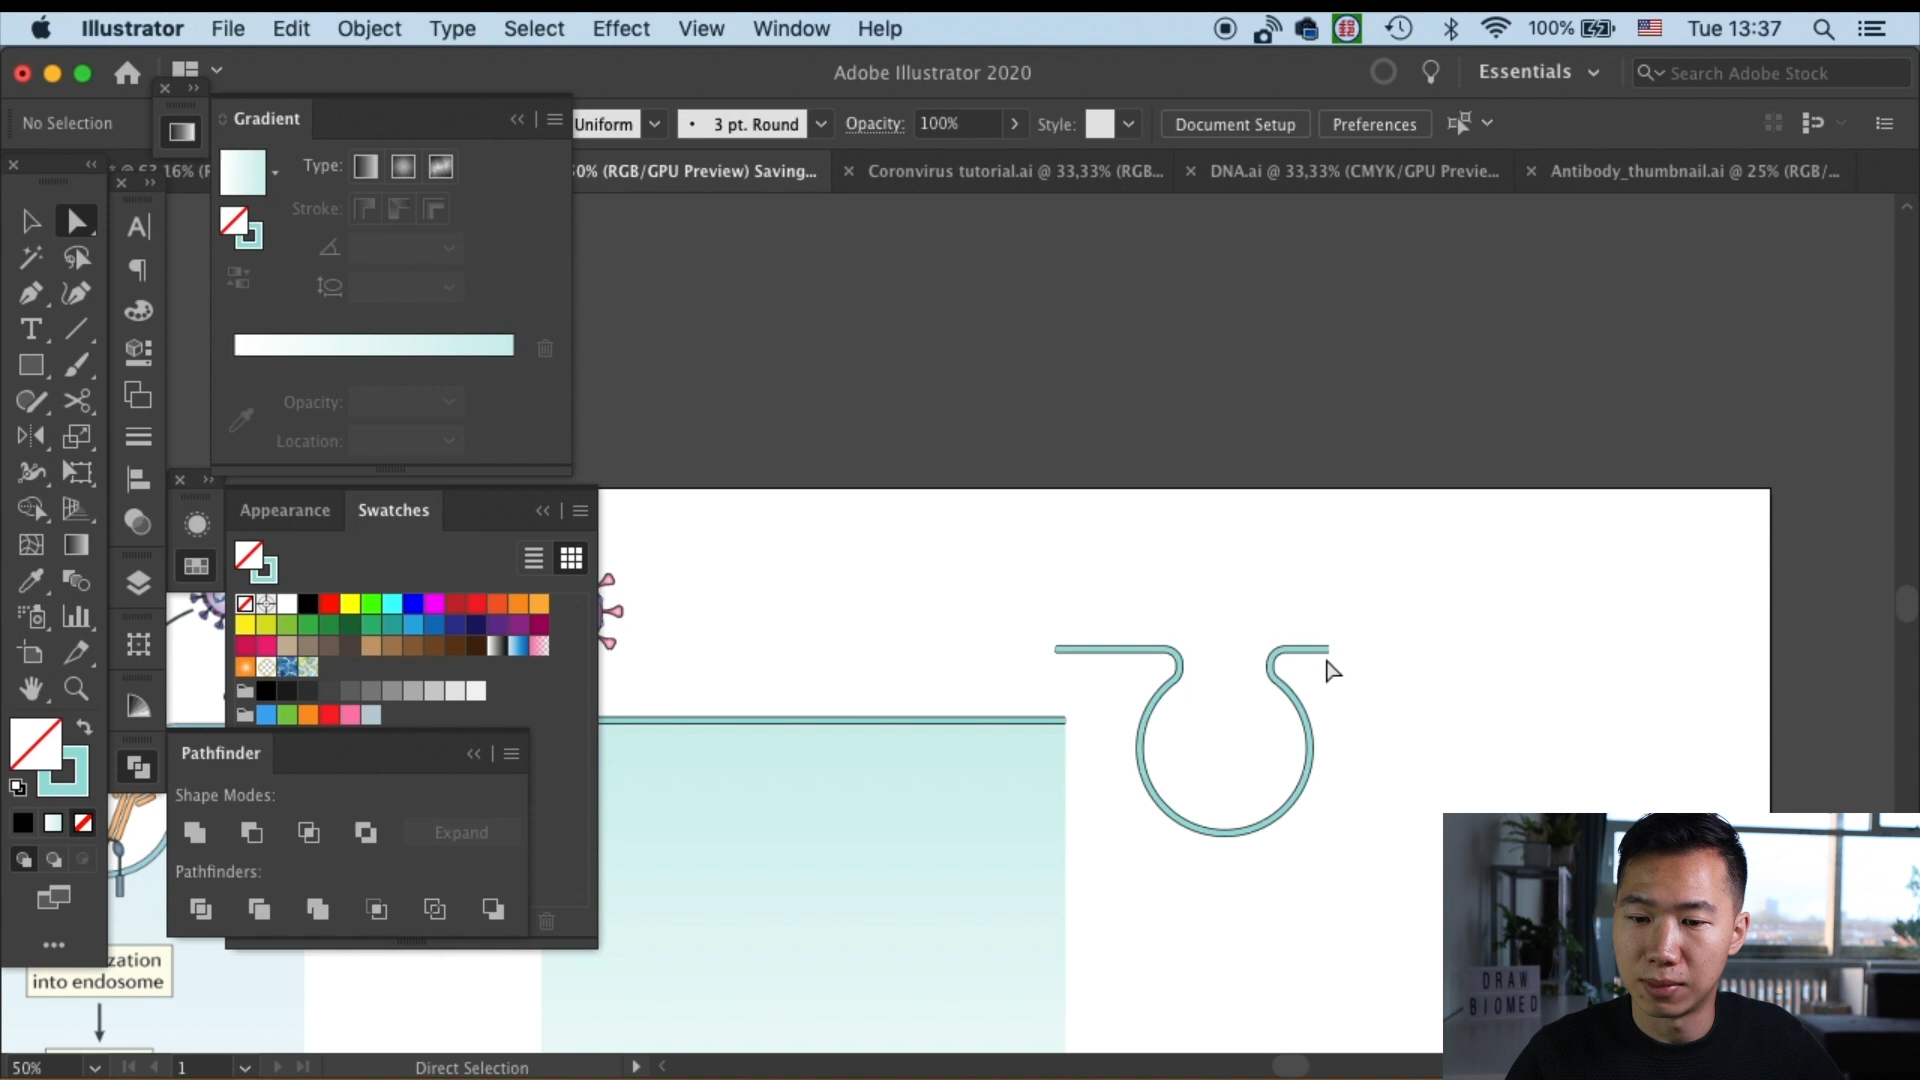 Illustrator File Edit Object Type Select Effect View Window Help 100% Tue 13:37
Adobe Illustrator 2020 Essentials Search Adobe Stock
No Selection Uniform 3 pt. Round Opacity: 100% Style: Document Setup Preferences
0% (RGB/GPU Preview) Saving... Coronvirus tutorial.ai @ 33,33% (RGB... DNA.ai @ 33,33% (CMYK/GPU Previe... Antibody_thumbnail.ai @ 25% (RGB/...
Gradient
Type:
Stroke:
Opacity:
Location:
Appearance Swatches
Pathfinder
Shape Modes:
Expand
Pathfinders:
zation
into endosome
DRAW
BIOMED
50% 1 Direct Selection